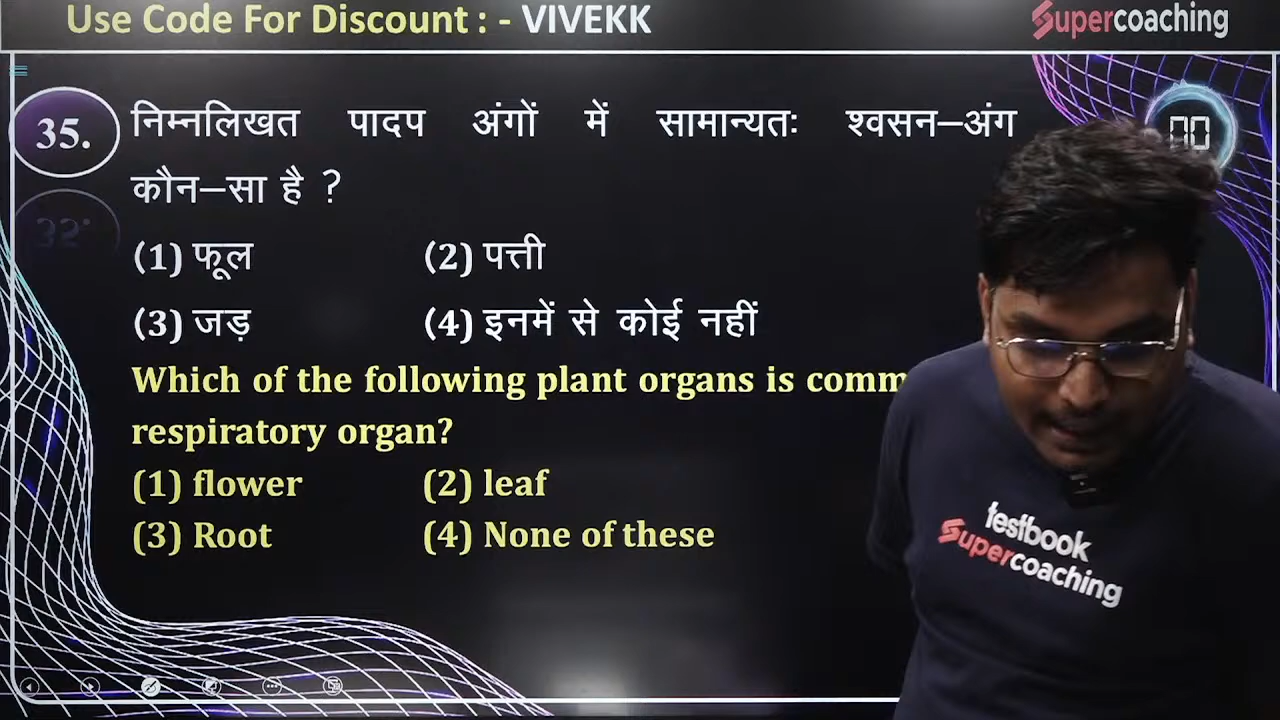 Use Code For Discount : - VIVEKK
Supercoaching
35.
निम्नलिखत पादप अंगों में सामान्यतः श्वसन–अंग
कौन–सा है ?
(1) फूल (2) पत्ती
(3) जड़ (4) इनमें से कोई नहीं
Which of the following plant organs is
respiratory organ?
(1) flower (2) leaf
(3) Root (4) None of these
00
testbook
Supercoaching